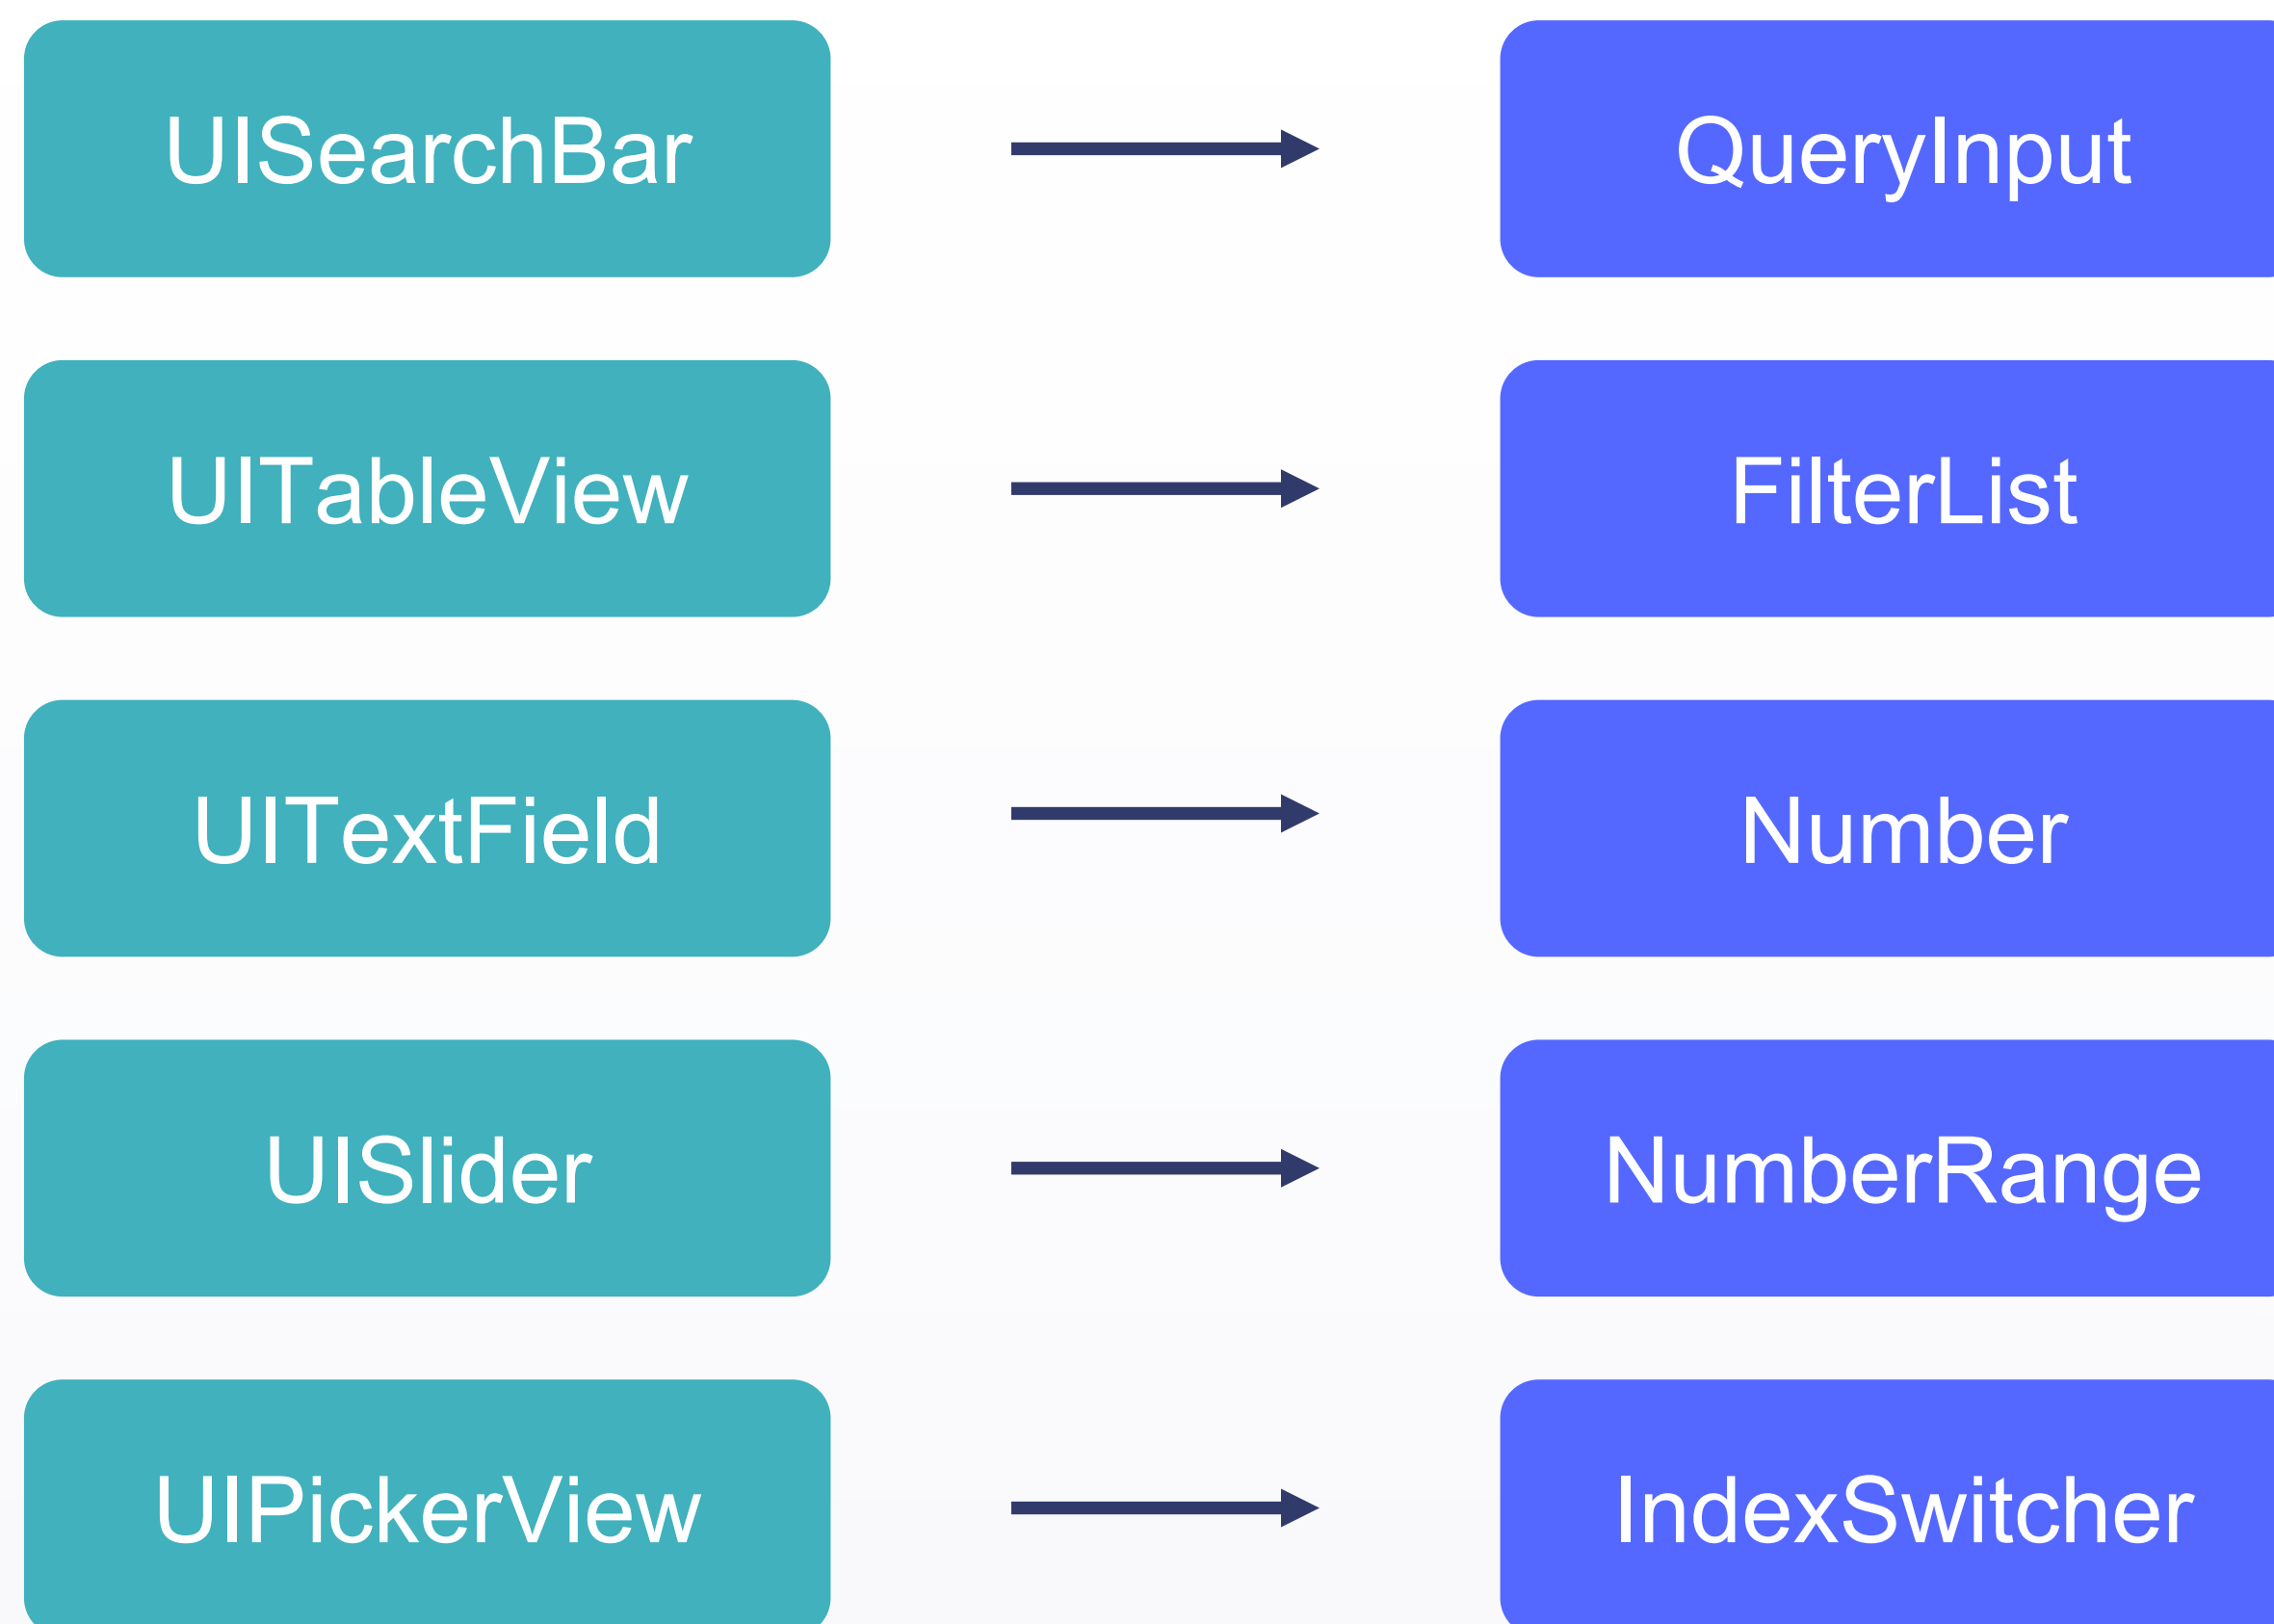 UISearchBar
QueryInput
UITableView
FilterList
UITextField
Number
UISlider
NumberRange
UIPickerView
IndexSwitcher